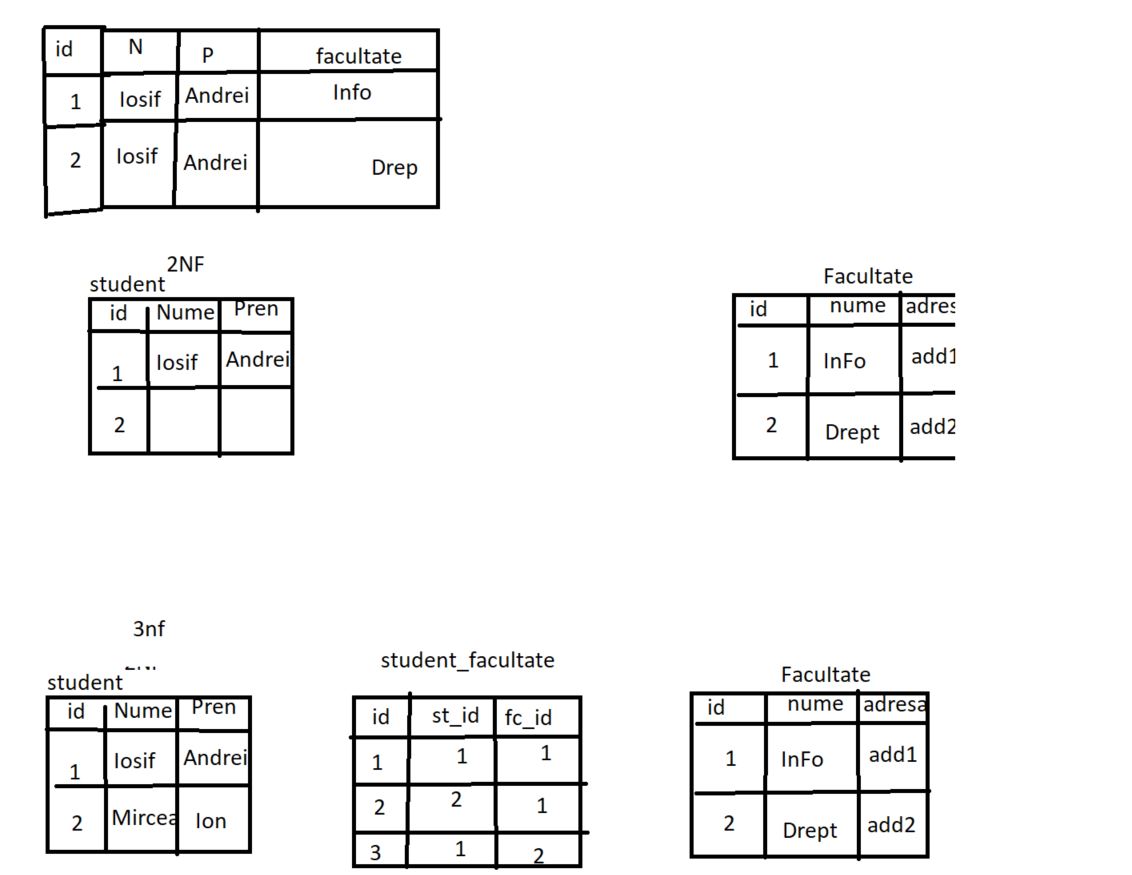 id N P facultate
1 Iosif Andrei Info
2 Iosif Andrei Drep
2NF
student
id Nume Pren
1 Iosif Andrei
2
Facultate
id nume adres
1 InFo add1
2 Drept add2
3nf
student
id Nume Pren
1 Iosif Andrei
2 Mircea Ion
student_facultate
id st_id fc_id
1 1 1
2 2 1
3 1 2
Facultate
id nume adresa
1 InFo add1
2 Drept add2